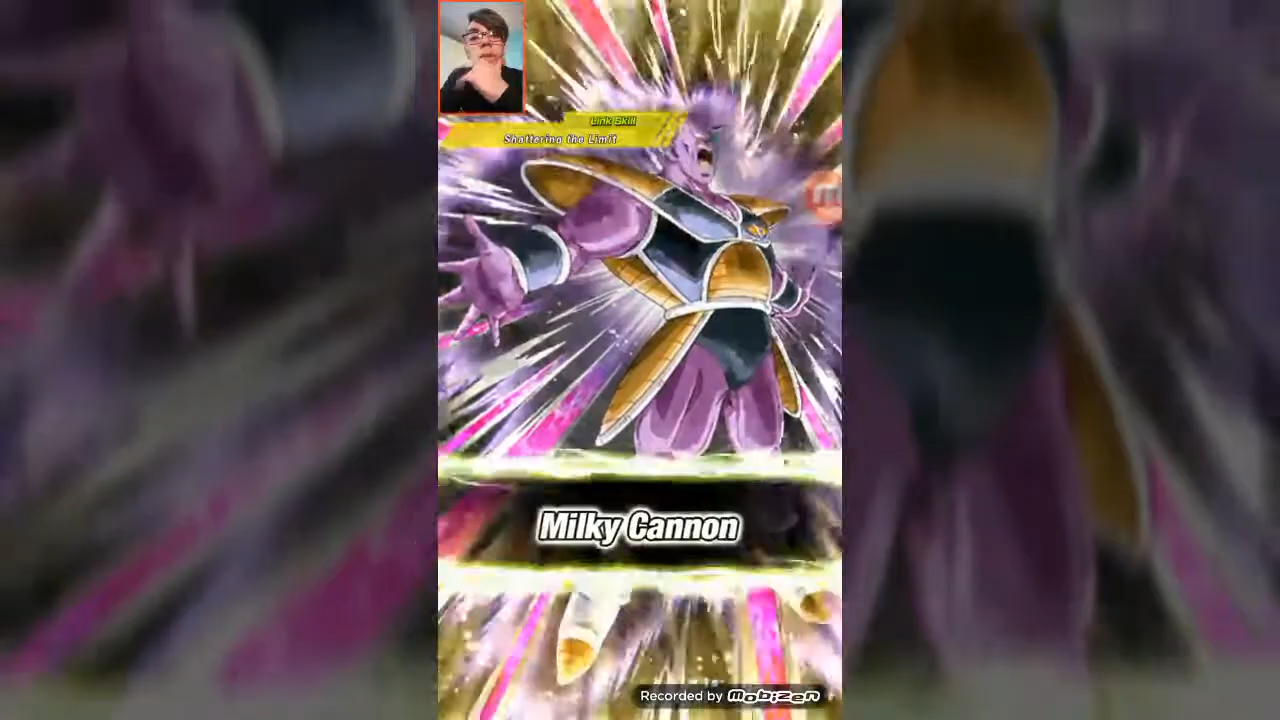 Link Skill
Shattering the Limit
Milky Cannon
Recorded by Mobizen